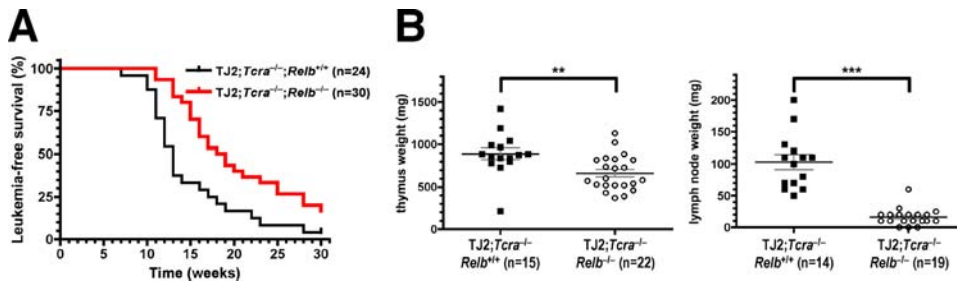 A
Leukemia-free survival (%)
100
75
50
25
0
0 5 10 15 20 25 30
Time (weeks)
TJ2;Tcra–/–;Relb+/+ (n=24)
TJ2;Tcra–/–;Relb–/– (n=30)
B
thymus weight (mg)
1500
1000
500
0
**
TJ2;Tcra–/– TJ2;Tcra–/–
Relb+/+ (n=15) Relb–/– (n=22)
lymph node weight (mg)
200
150
100
50
0
***
TJ2;Tcra–/– TJ2;Tcra–/–
Relb+/+ (n=14) Relb–/– (n=19)